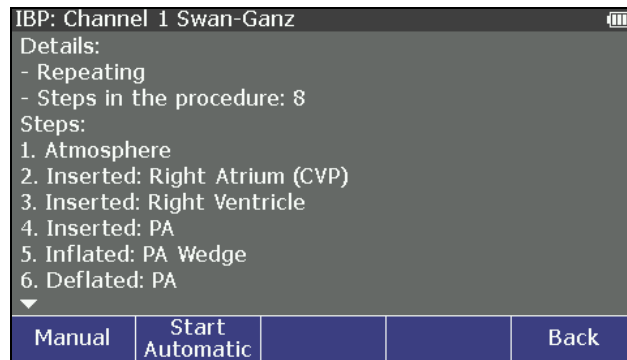 IBP: Channel 1 Swan-Ganz
Details:
- Repeating
- Steps in the procedure: 8
Steps:
1. Atmosphere
2. Inserted: Right Atrium (CVP)
3. Inserted: Right Ventricle
4. Inserted: PA
5. Inflated: PA Wedge
6. Deflated: PA
Manual
Start
Automatic
Back